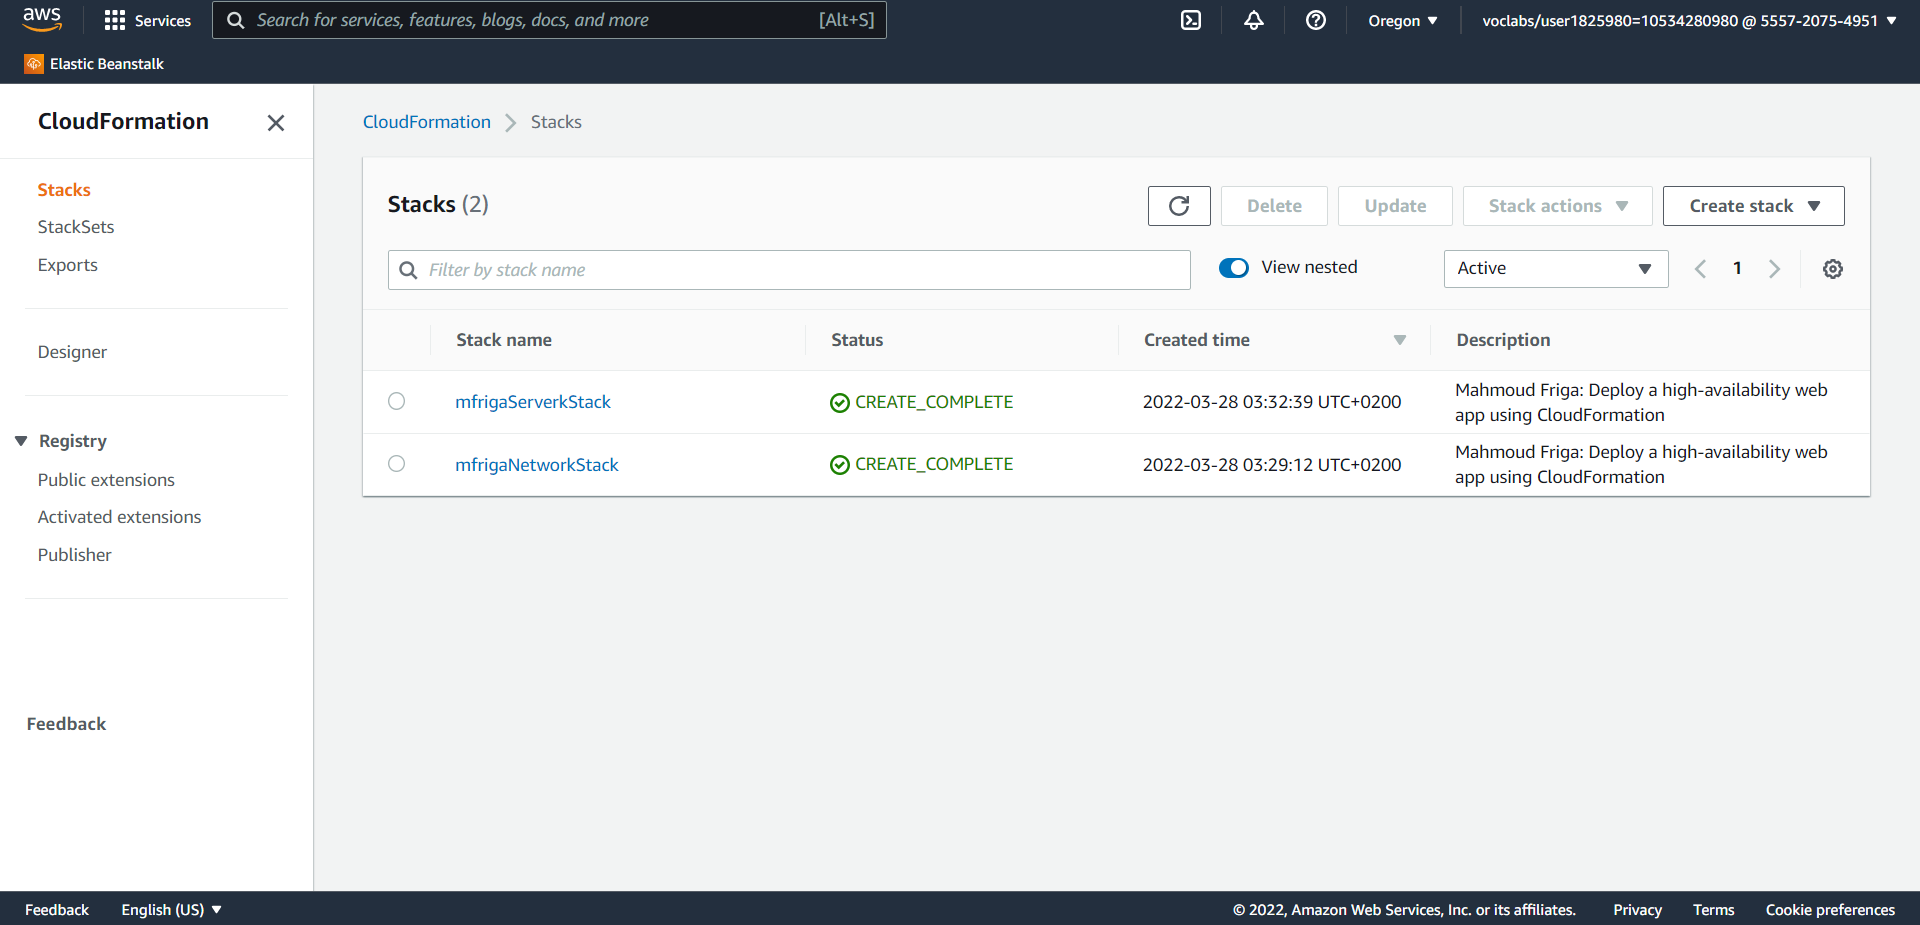 aws
Services
Search for services, features, blogs, docs, and more
[Alt+S]
Oregon
voclabs/user1825980=10534280980 @ 5557-2075-4951
Elastic Beanstalk
CloudFormation
Stacks
StackSets
Exports
Designer
Registry
Public extensions
Activated extensions
Publisher
Feedback
CloudFormation
Stacks
Stacks (2)
Delete
Update
Stack actions
Create stack
Filter by stack name
View nested
Active
1
Stack name
Status
Created time
Description
mfrigaServerkStack
CREATE_COMPLETE
2022-03-28 03:32:39 UTC+0200
Mahmoud Friga: Deploy a high-availability web
app using CloudFormation
mfrigaNetworkStack
CREATE_COMPLETE
2022-03-28 03:29:12 UTC+0200
Mahmoud Friga: Deploy a high-availability web
app using CloudFormation
Feedback
English (US)
© 2022, Amazon Web Services, Inc. or its affiliates.
Privacy
Terms
Cookie preferences